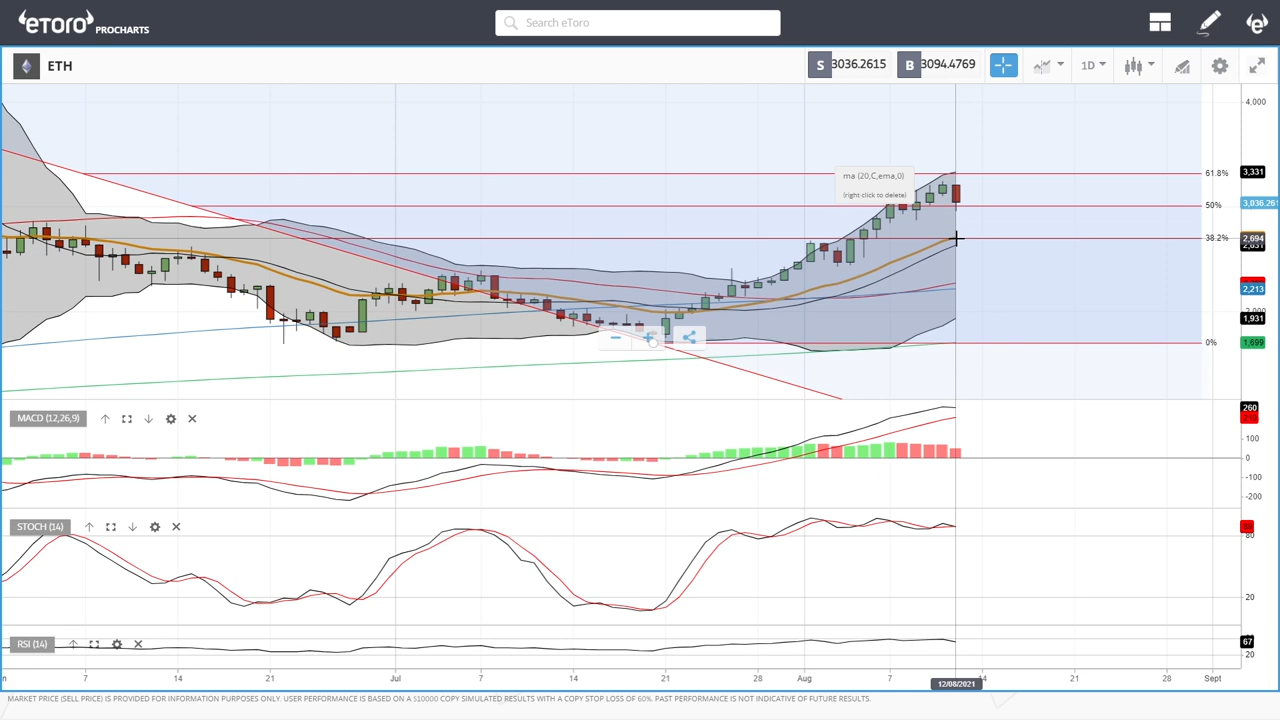 eToro PROCHARTS
Search eToro
ETH
S 3036.2615
B 3094.4769
1D
4,000
ma (20,C,ema,0)
(right click to delete)
61.8%
3,331
50%
3,036.261
38.2%
2,694
2,213
1,931
0%
1,699
MACD (12,26,9)
260
100
0
-100
-200
STOCH (14)
80
20
RSI (14)
67
20
7
14
21
Jul
7
14
28
Aug
7
12/08/2021
21
28
Sept
MARKET PRICE (SELL PRICE) IS PROVIDED FOR INFORMATION PURPOSES ONLY. USER PERFORMANCE IS BASED ON A $10000 COPY SIMULATED RESULTS WITH A COPY STOP LOSS OF 60%. PAST PERFORMANCE IS NOT INDICATIVE OF FUTURE RESULTS.